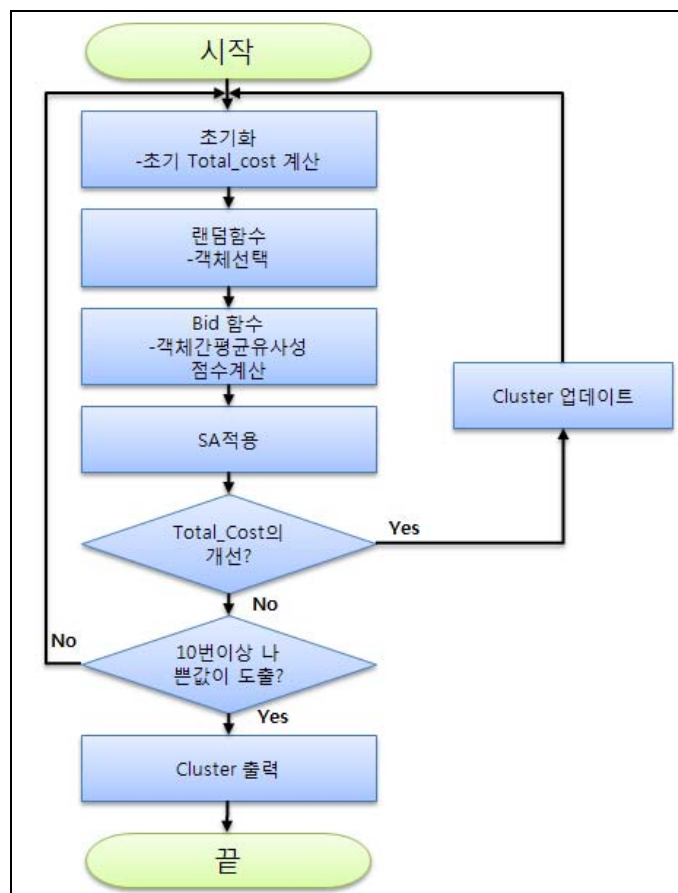 시작
초기화
-초기 Total_cost 계산
랜덤함수
-객체선택
Bid 함수
-객체간평균유사성
점수계산
Cluster 업데이트
SA적용
Total_Cost의
개선?
Yes
No
No
10번이상 나
쁜값이 도출?
Yes
Cluster 출력
끝